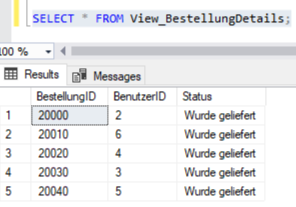 SELECT * FROM View_BestellungDetails;
100 %
Results Messages
BestellungID BenutzerID Status
1 20000 2 Wurde geliefert
2 20010 6 Wurde geliefert
3 20020 4 Wurde geliefert
4 20030 3 Wurde geliefert
5 20040 5 Wurde geliefert